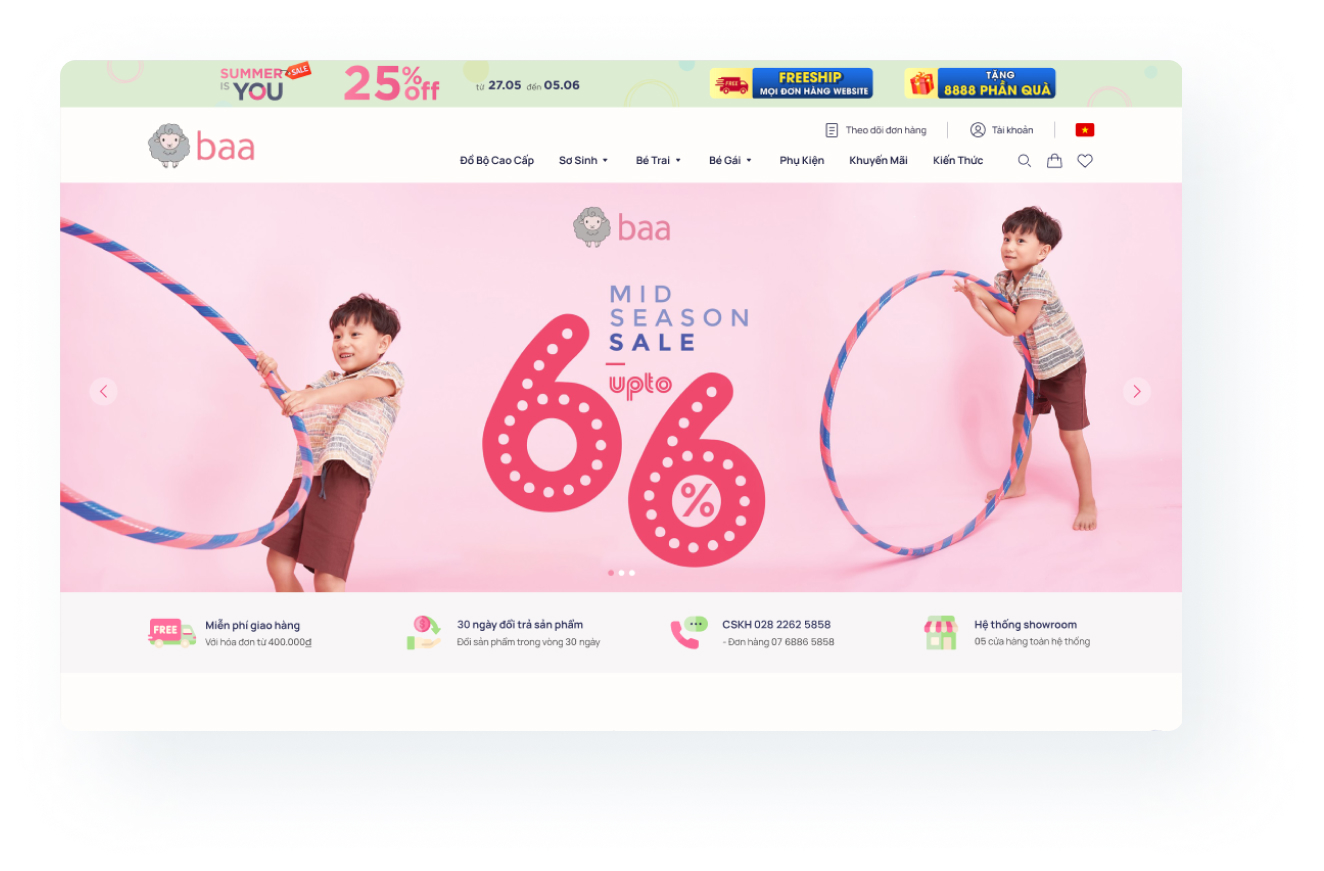 SUMMER SALE
IS YOU
25% off
từ 27.05 đến 05.06
FREE
FREESHIP
MỌI ĐƠN HÀNG WEBSITE
TẶNG
8888 PHẦN QUÀ
baa
Theo dõi đơn hàng
Tài khoản
Đồ Bộ Cao Cấp
Sơ Sinh
Bé Trai
Bé Gái
Phụ Kiện
Khuyến Mãi
Kiến Thức
baa
MID
SEASON
SALE
upto
66%
FREE
Miễn phí giao hàng
Với hóa đơn từ 400.000₫
30 ngày đổi trả sản phẩm
Đổi sản phẩm trong vòng 30 ngày
CSKH 028 2262 5858
- Đơn hàng 07 6886 5858
Hệ thống showroom
05 cửa hàng toàn hệ thống